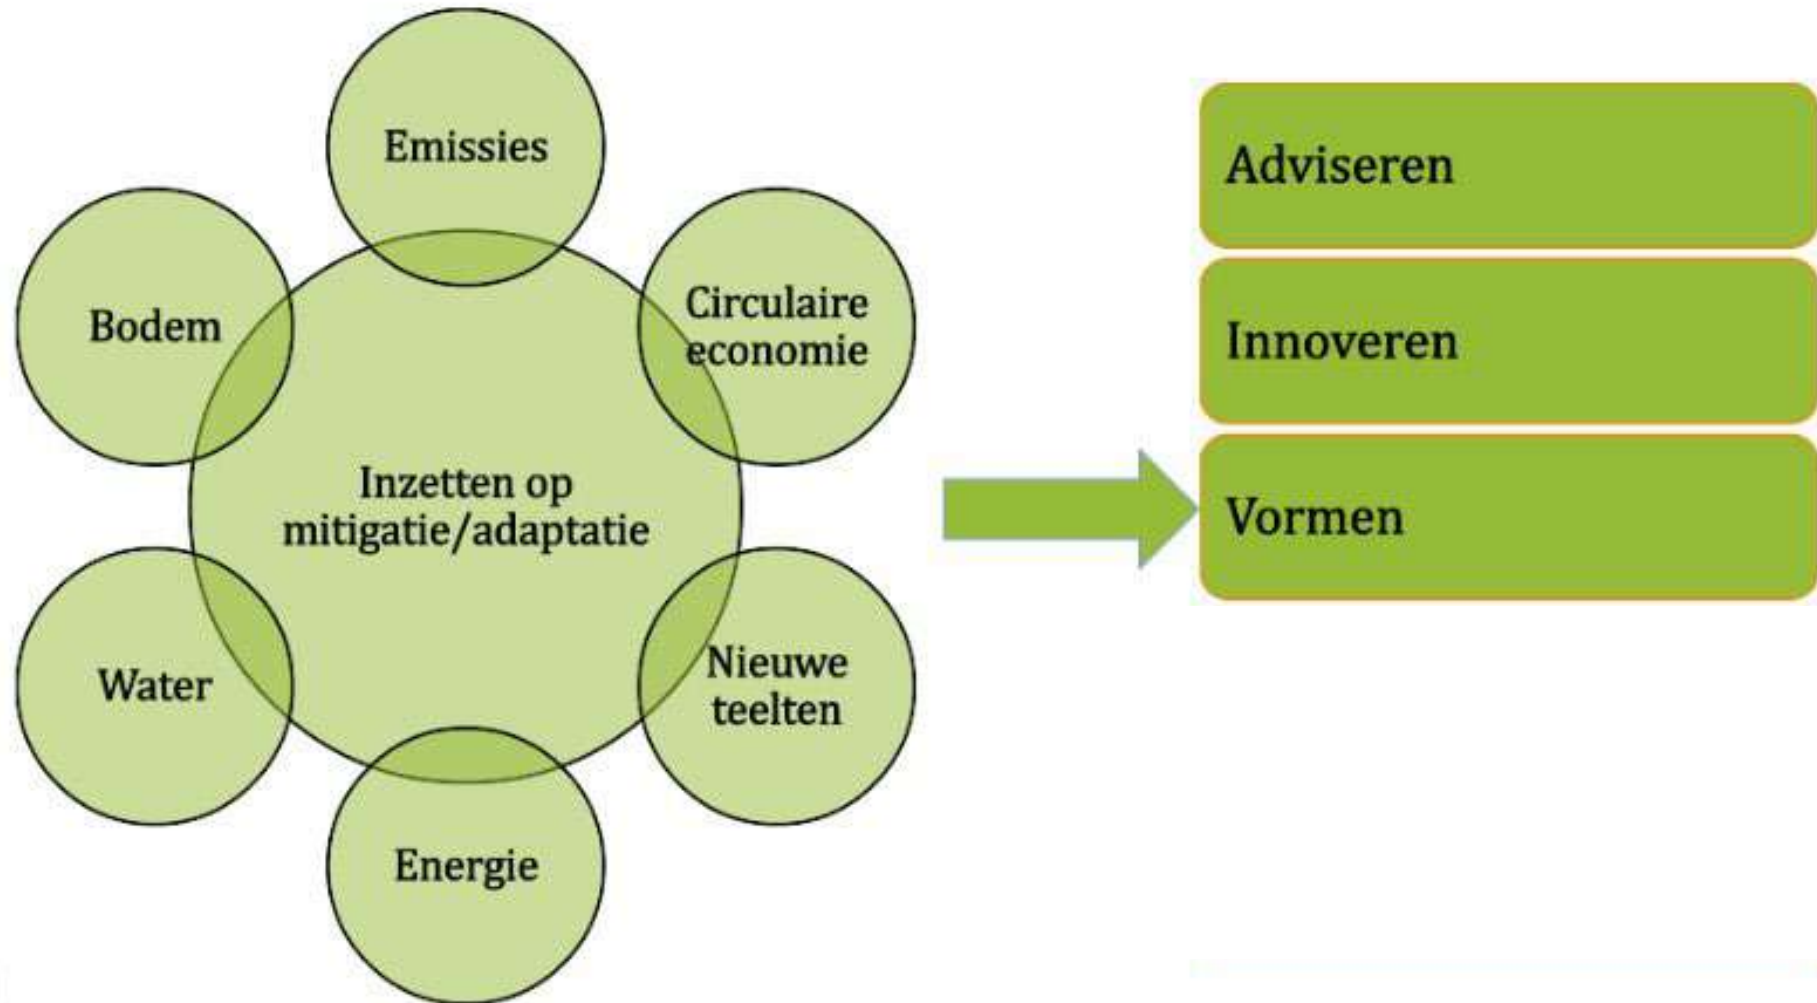 Emissies
Circulaire
economie
Nieuwe
teelten
Energie
Water
Bodem
Inzetten op
mitigatie/adaptatie
Adviseren
Innoveren
Vormen